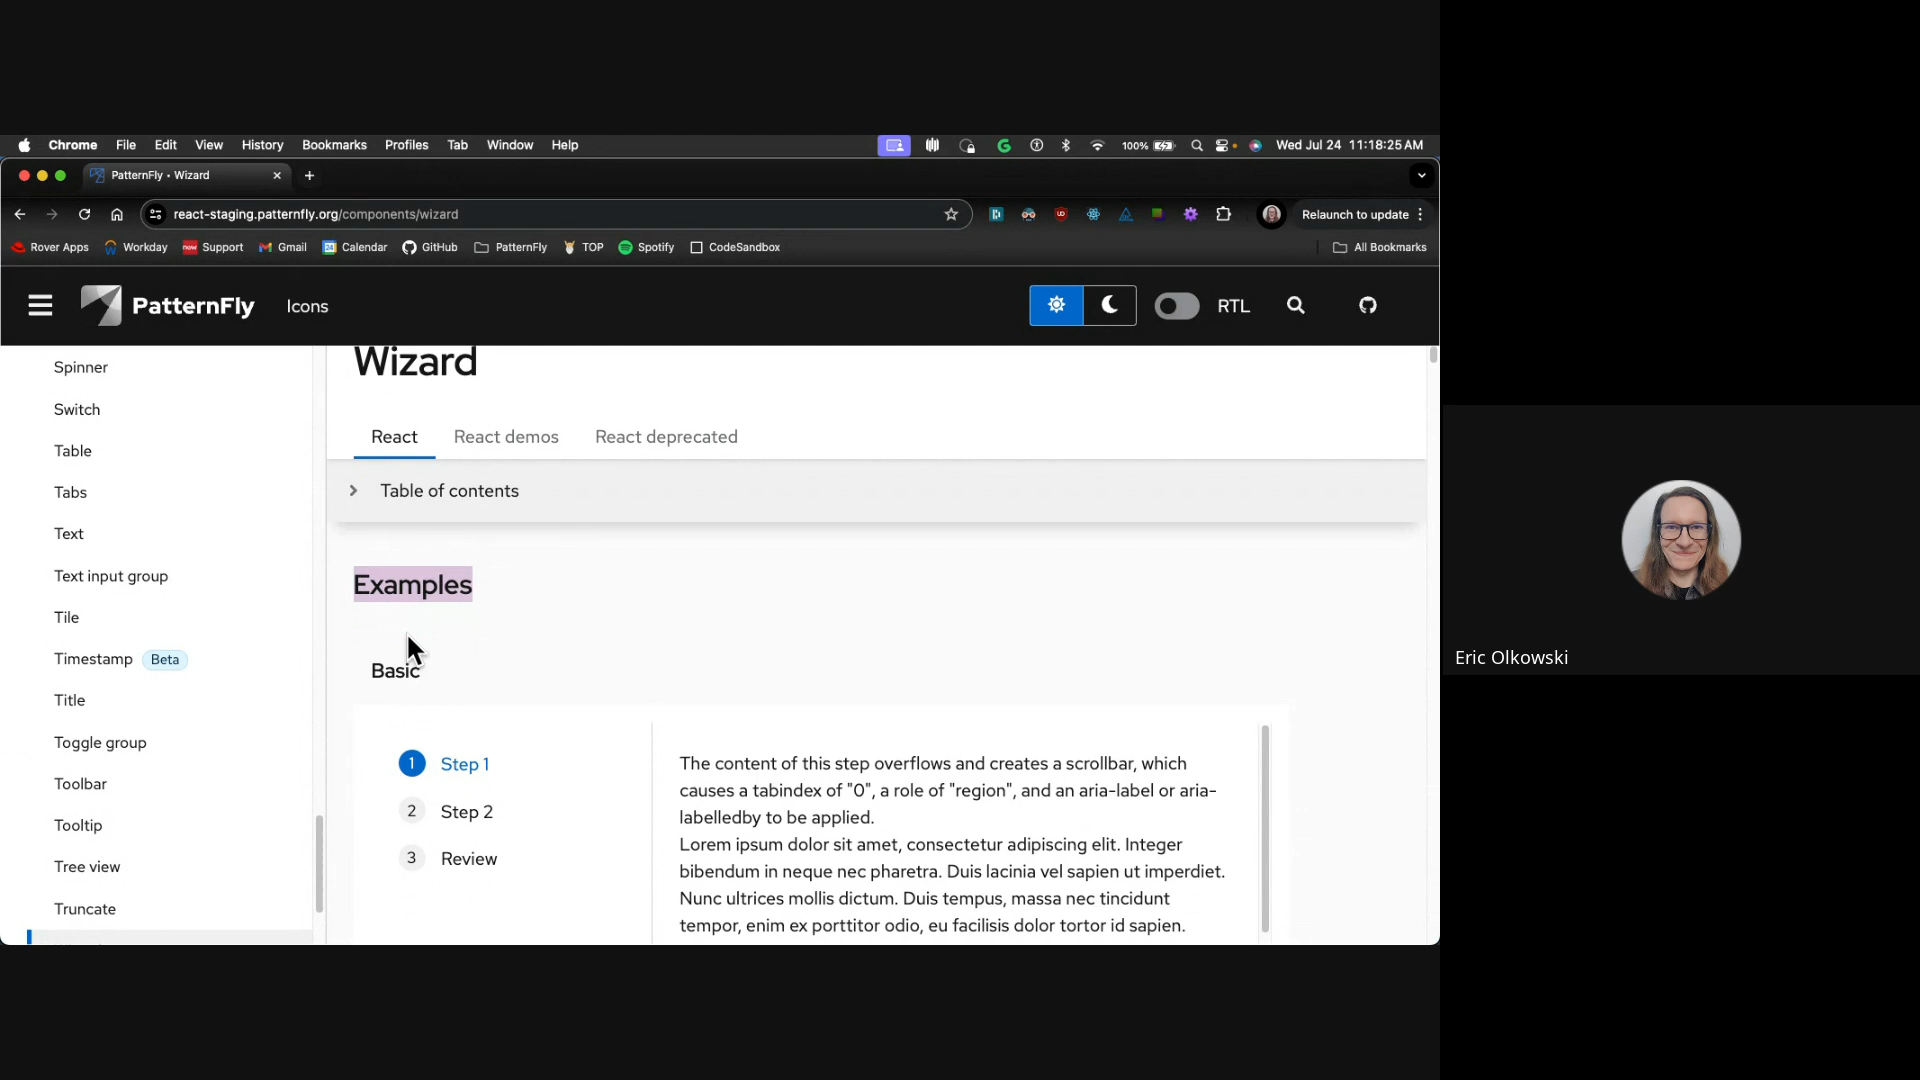 Chrome File Edit View History Bookmarks Profiles Tab Window Help 100% Wed Jul 24 11:18:25 AM
PatternFly • Wizard
react-staging.patternfly.org/components/wizard Relaunch to update
Rover Apps Workday Support Gmail Calendar GitHub PatternFly TOP Spotify CodeSandbox All Bookmarks
PatternFly Icons RTL
Spinner
Switch
Table
Tabs
Text
Text input group
Tile
Timestamp Beta
Title
Toggle group
Toolbar
Tooltip
Tree view
Truncate
Wizard
React React demos React deprecated
Table of contents
Examples
Basic
1 Step 1
2 Step 2
3 Review
The content of this step overflows and creates a scrollbar, which
causes a tabindex of "0", a role of "region", and an aria-label or aria-
labelledby to be applied.
Lorem ipsum dolor sit amet, consectetur adipiscing elit. Integer
bibendum in neque nec pharetra. Duis lacinia vel sapien ut imperdiet.
Nunc ultrices mollis dictum. Duis tempus, massa nec tincidunt
tempor, enim ex porttitor odio, eu facilisis dolor tortor id sapien.
Eric Olkowski